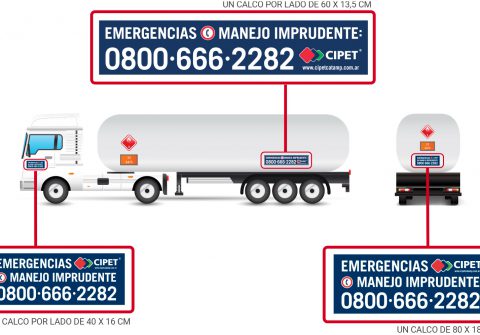 UN CALCO POR LADO DE 60 X 13,5 CM
EMERGENCIAS MANEJO IMPRUDENTE:
0800·666·2282 CIPET®
www.cipetcatamp.com.ar
EMERGENCIAS CIPET®
MANEJO IMPRUDENTE
0800·666·2282
UN CALCO POR LADO DE 40 X 16 CM
EMERGENCIAS CIPET
MANEJO IMPRUDENTE
0800·666·2282
UN CALCO DE 80 X 18